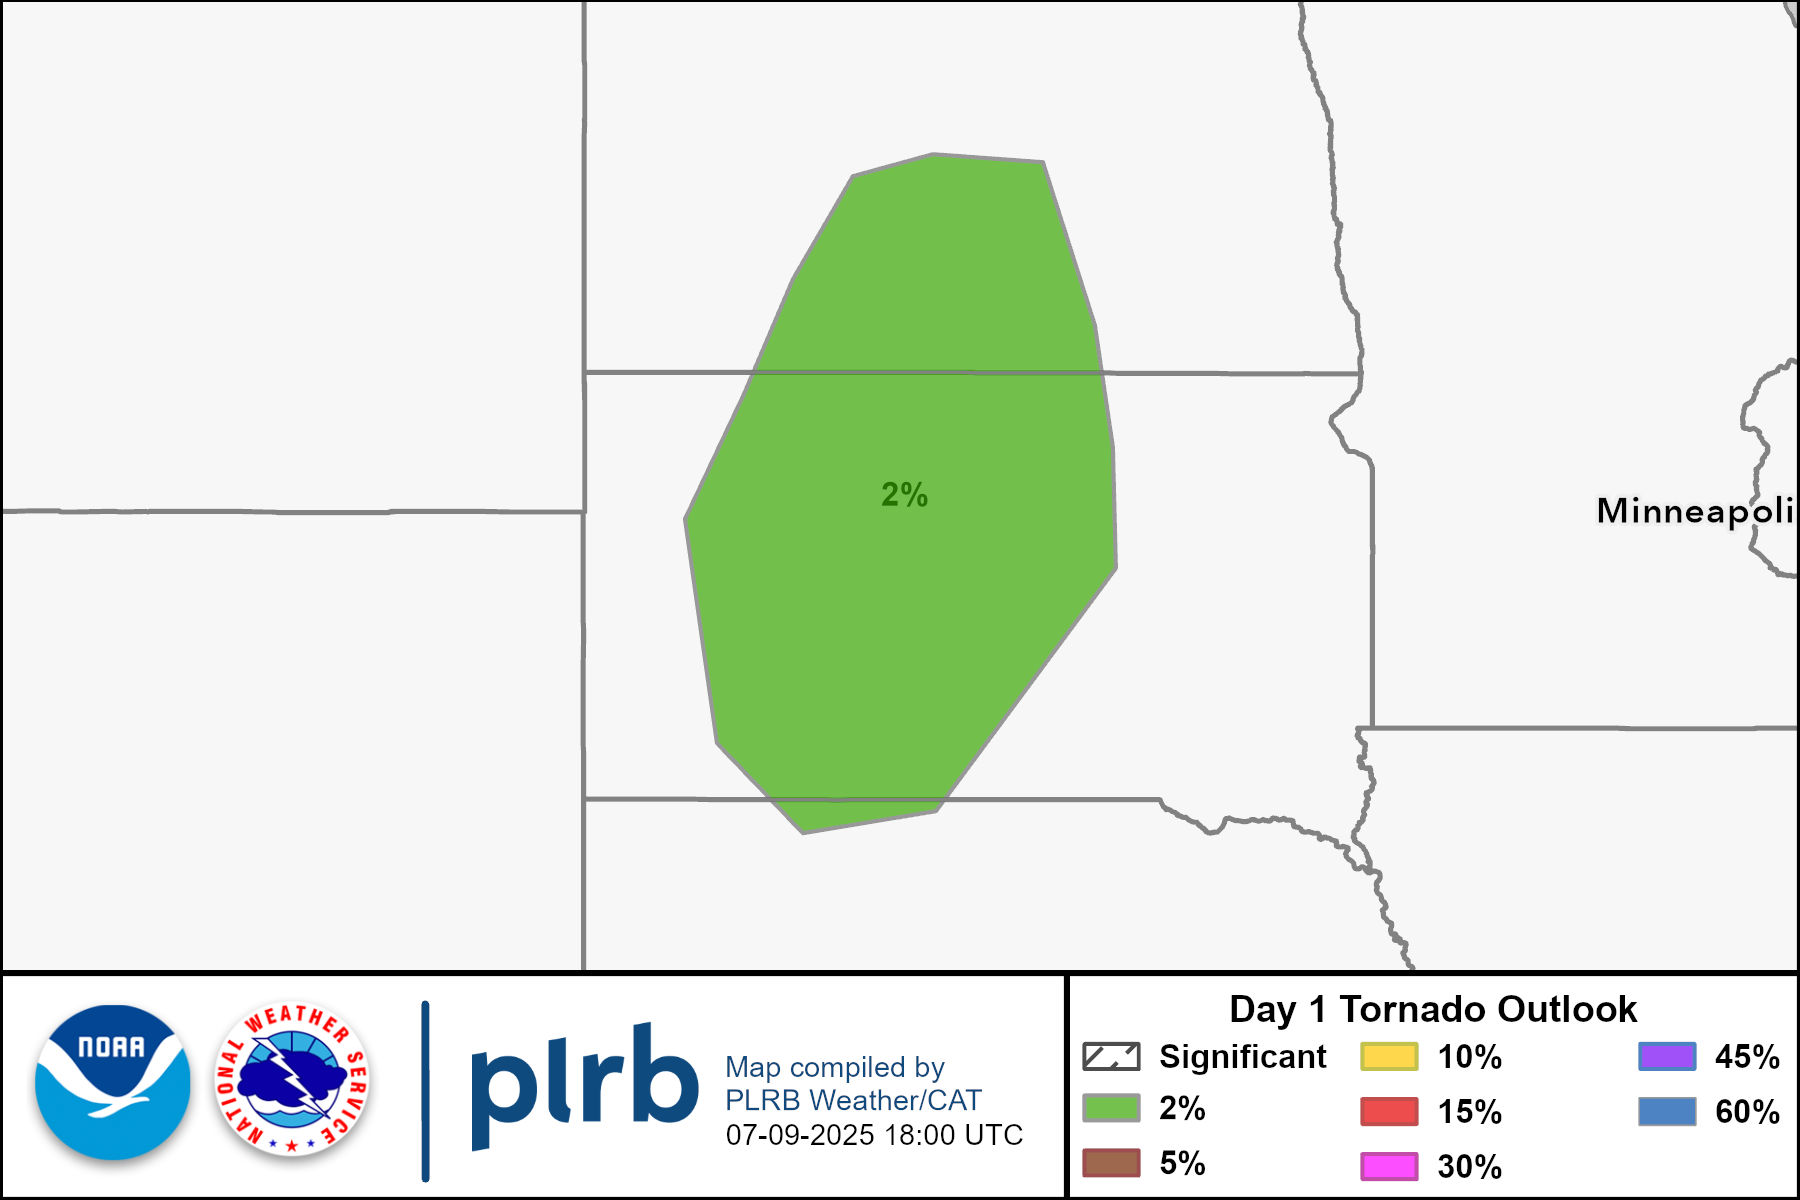 2%
Minneapoli
NOAA
NATIONAL WEATHER SERVICE
plrb
Map compiled by
PLRB Weather/CAT
07-09-2025 18:00 UTC
Day 1 Tornado Outlook
Significant
2%
5%
10%
15%
30%
45%
60%